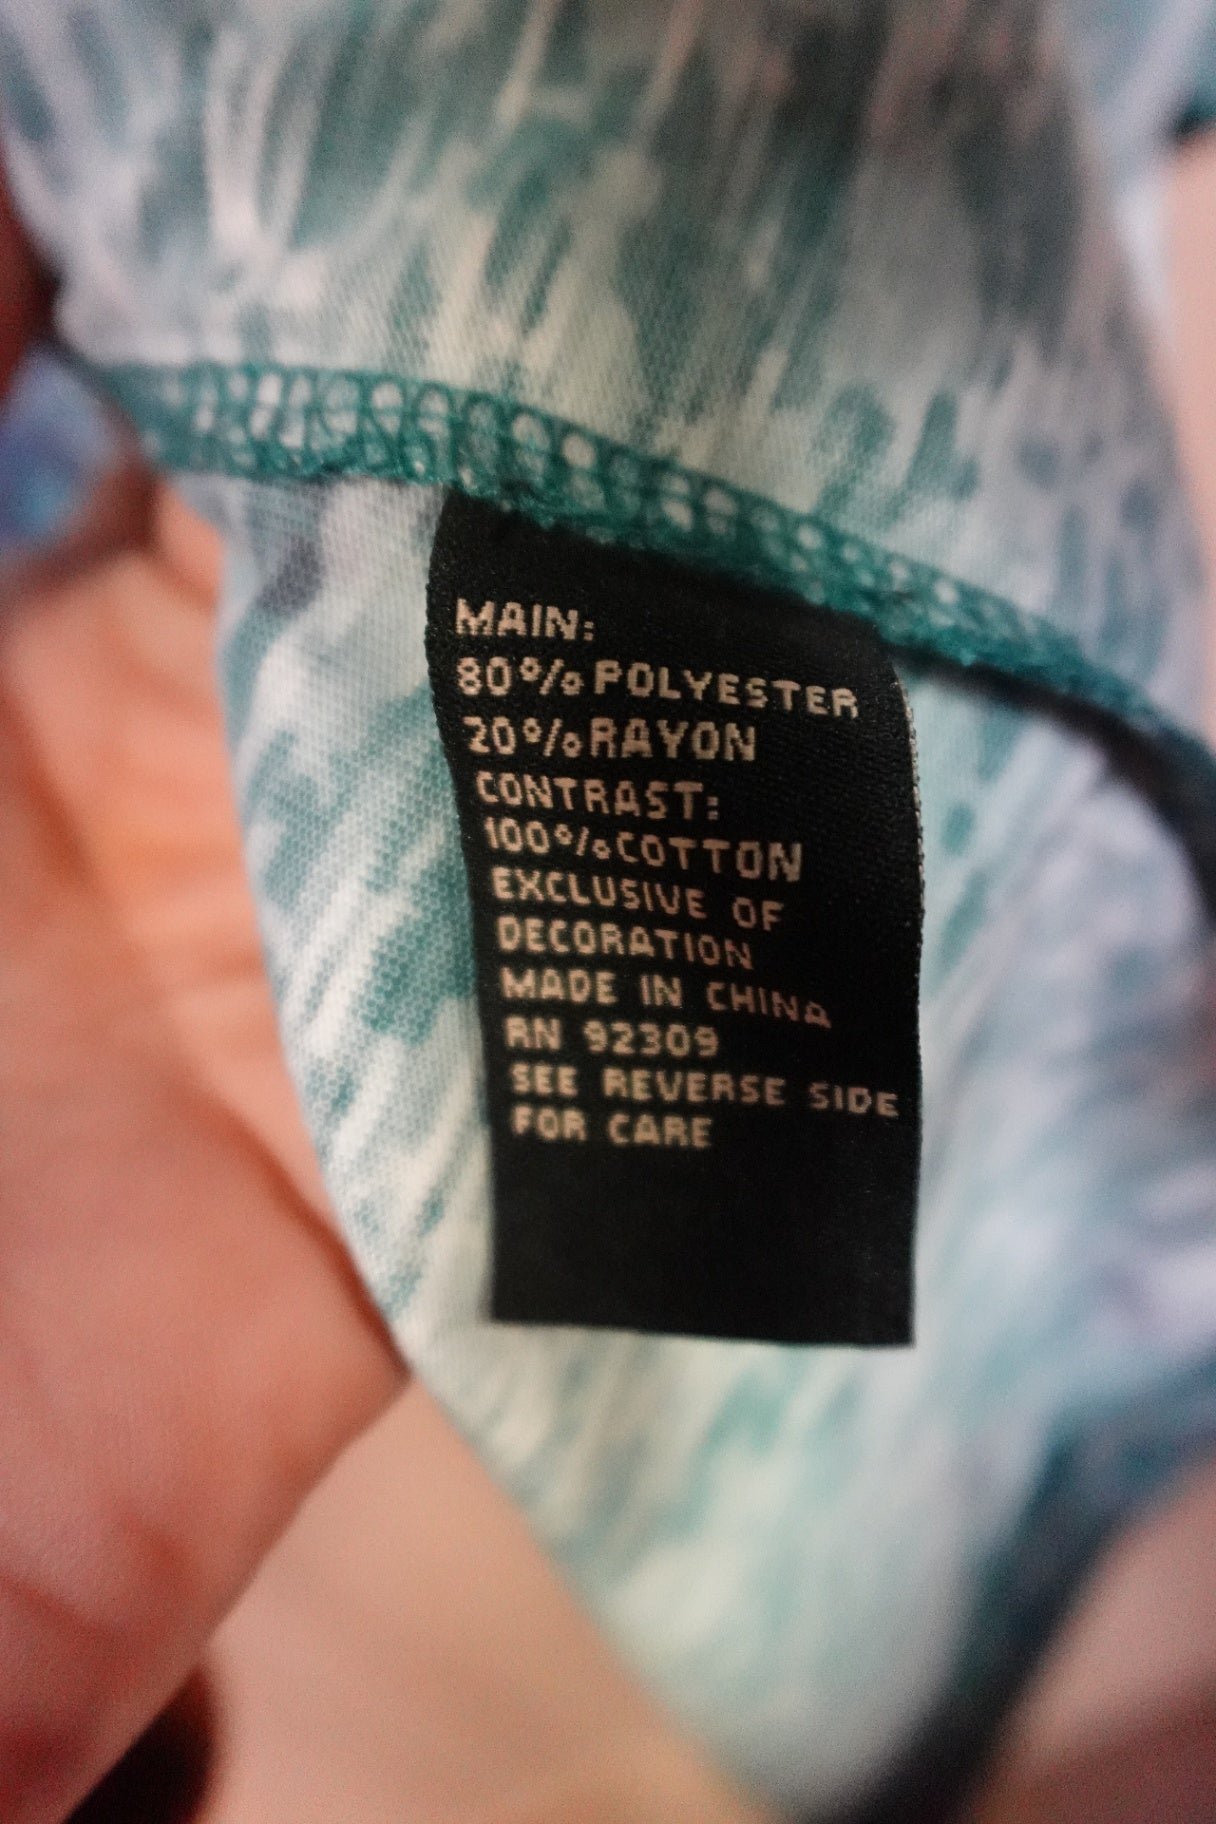 MAIN:
80% POLYESTER
20% RAYON
CONTRAST:
100% COTTON
EXCLUSIVE OF
DECORATION
MADE IN CHINA
RN 92309
SEE REVERSE SIDE
FOR CARE